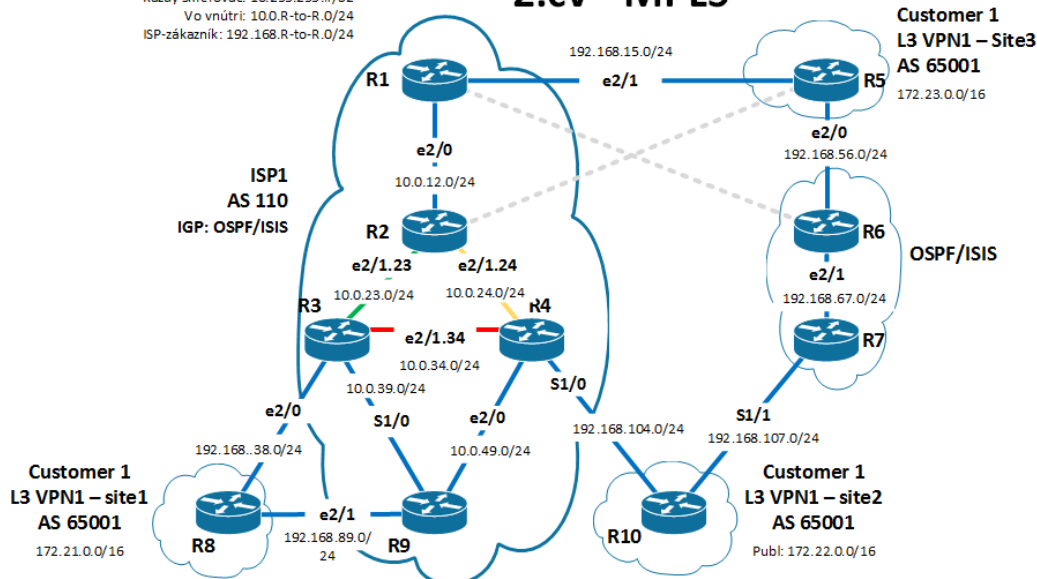 Vo vnútri: 10.0.R-to-R.0/24
ISP-zákazník: 192.168.R-to-R.0/24
MPLS
Customer 1
L3 VPN1 – Site3
AS 65001
172.23.0.0/16
192.168.15.0/24
R1
e2/1
R5
e2/0
10.0.12.0/24
e2/0
192.168.56.0/24
ISP1
AS 110
IGP: OSPF/ISIS
R2
R6
OSPF/ISIS
e2/1.23
e2/1.24
e2/1
10.0.23.0/24
10.0.24.0/24
192.168.67.0/24
R3
R4
R7
e2/1.34
10.0.34.0/24
10.0.39.0/24
S1/0
e2/0
S1/0
e2/0
S1/1
192.168..38.0/24
10.0.49.0/24
192.168.104.0/24
192.168.107.0/24
Customer 1
L3 VPN1 – site1
AS 65001
172.21.0.0/16
R8
e2/1
192.168.89.0/
24
R9
R10
Customer 1
L3 VPN1 – site2
AS 65001
Publ: 172.22.0.0/16